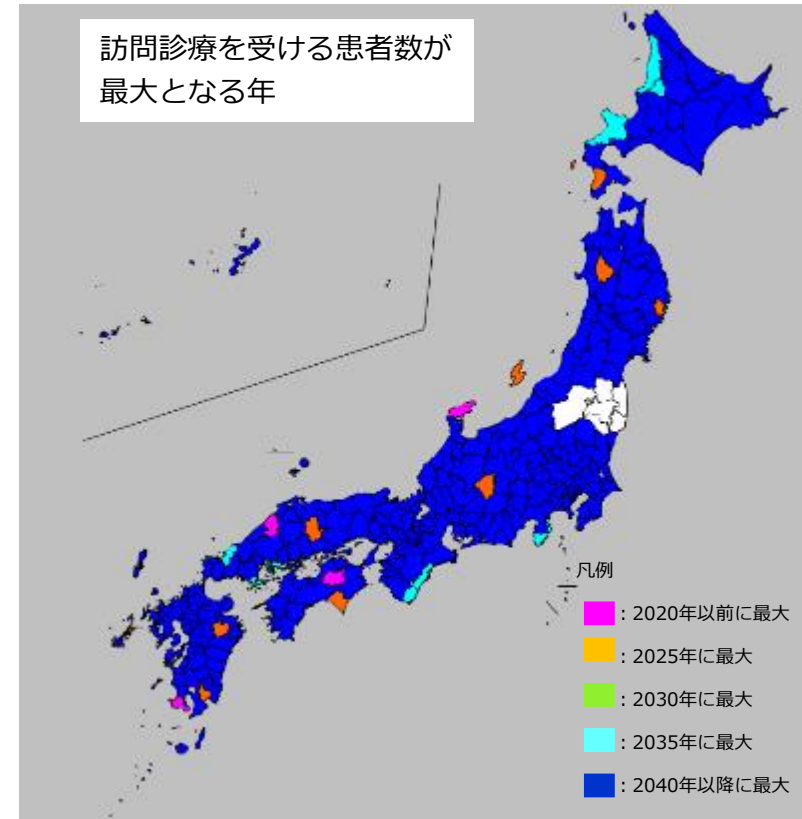 訪問診療を受ける患者数が
最大となる年
凡例
：2020年以前に最大
：2025年に最大
：2030年に最大
：2035年に最大
：2040年以降に最大